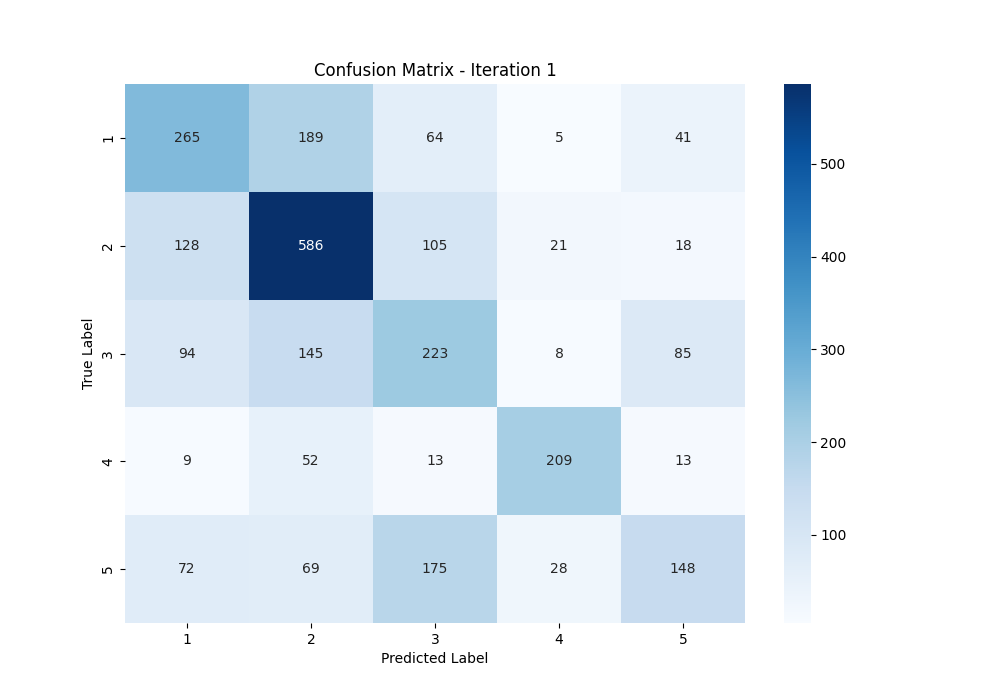 Confusion Matrix - Iteration 1
1 265 189 64 5 41
2 128 586 105 21 18
3 94 145 223 8 85
4 9 52 13 209 13
5 72 69 175 28 148
1 2 3 4 5
Predicted Label
True Label
500
400
300
200
100